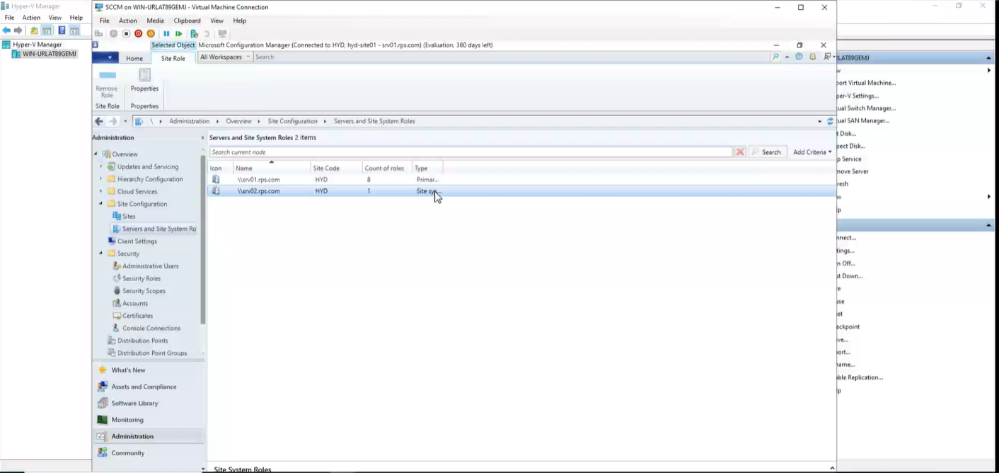 Hyper-V Manager
File Action View Help
Hyper-V Manager
WIN-URLAT89GEMJ
SCCM on WIN-URLAT89GEMJ - Virtual Machine Connection
File Action Media Clipboard View Help
Selected Object Microsoft Configuration Manager (Connected to HYD, hyd-site01 - srv01.rps.com) (Evaluation, 360 days left)
Home Site Role All Workspaces Search
Remove
Role
Properties
Site Role Properties
\ Administration Overview Site Configuration Servers and Site System Roles
Administration
Overview
Updates and Servicing
Hierarchy Configuration
Cloud Services
Site Configuration
Sites
Servers and Site System Ro
Client Settings
Security
Administrative Users
Security Roles
Security Scopes
Accounts
Certificates
Console Connections
Distribution Points
Distribution Point Groups
What's New
Assets and Compliance
Software Library
Monitoring
Administration
Community
Servers and Site System Roles 2 items
Search current node Search Add Criteria
Icon Name Site Code Count of roles Type
\\srv01.rps.com HYD 8 Primar...
\\srv02.rps.com HYD 1 Site sys...
Site System Roles
LAT89GEMJ
w
port Virtual Machine...
per-V Settings...
tual Switch Manager...
tual SAN Manager...
t Disk...
pect Disk...
p Service
move Server
resh
w
p
nnect...
tings...
n Off...
ut Down...
e
use
et
eckpoint
ve...
ort...
name...
ble Replication...
p